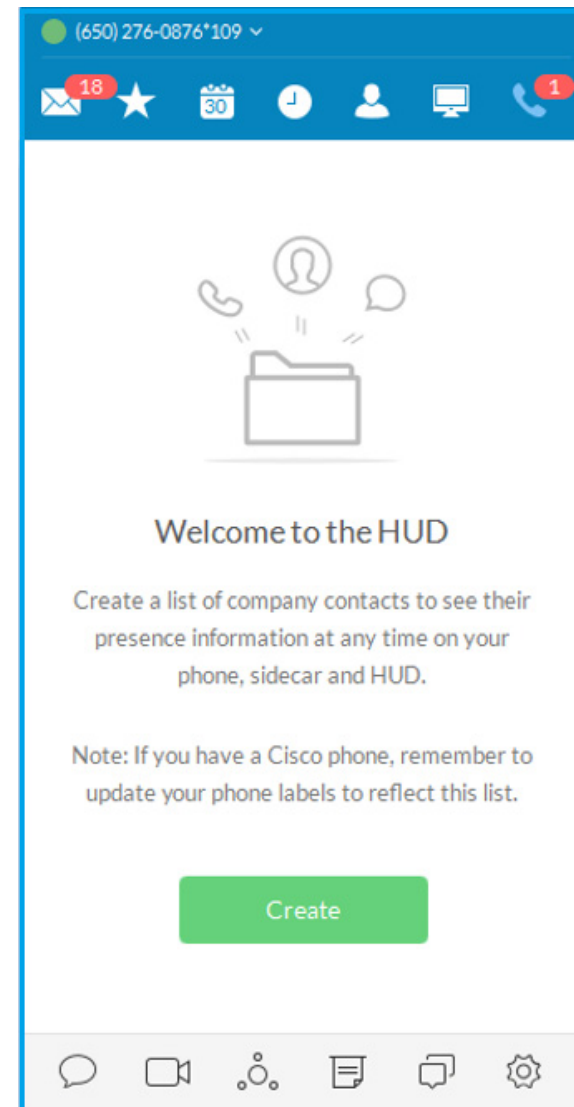 (650) 276-0876*109
18
30
1
Welcome to the HUD
Create a list of company contacts to see their
presence information at any time on your
phone, sidecar and HUD.
Note: If you have a Cisco phone, remember to
update your phone labels to reflect this list.
Create